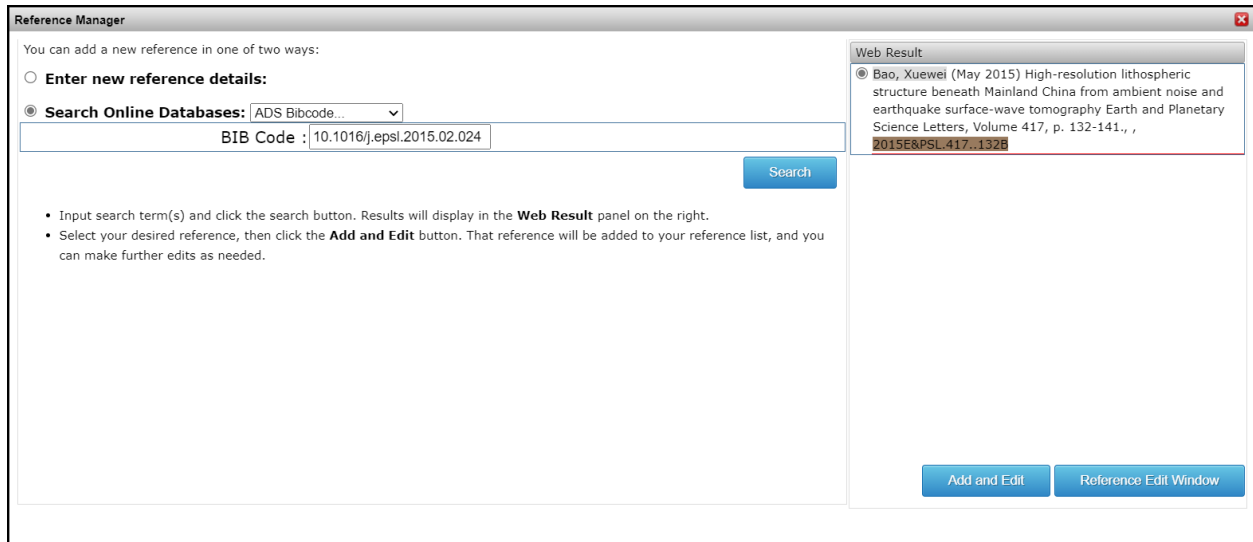 Reference Manager
You can add a new reference in one of two ways:
Enter new reference details:
Search Online Databases: ADS Bibcode...
BIB Code : 10.1016/j.epsl.2015.02.024
Search
• Input search term(s) and click the search button. Results will display in the Web Result panel on the right.
• Select your desired reference, then click the Add and Edit button. That reference will be added to your reference list, and you
can make further edits as needed.
Web Result
Bao, Xuewei (May 2015) High-resolution lithospheric
structure beneath Mainland China from ambient noise and
earthquake surface-wave tomography Earth and Planetary
Science Letters, Volume 417, p. 132-141., ,
2015E&PSL.417..132B
Add and Edit
Reference Edit Window